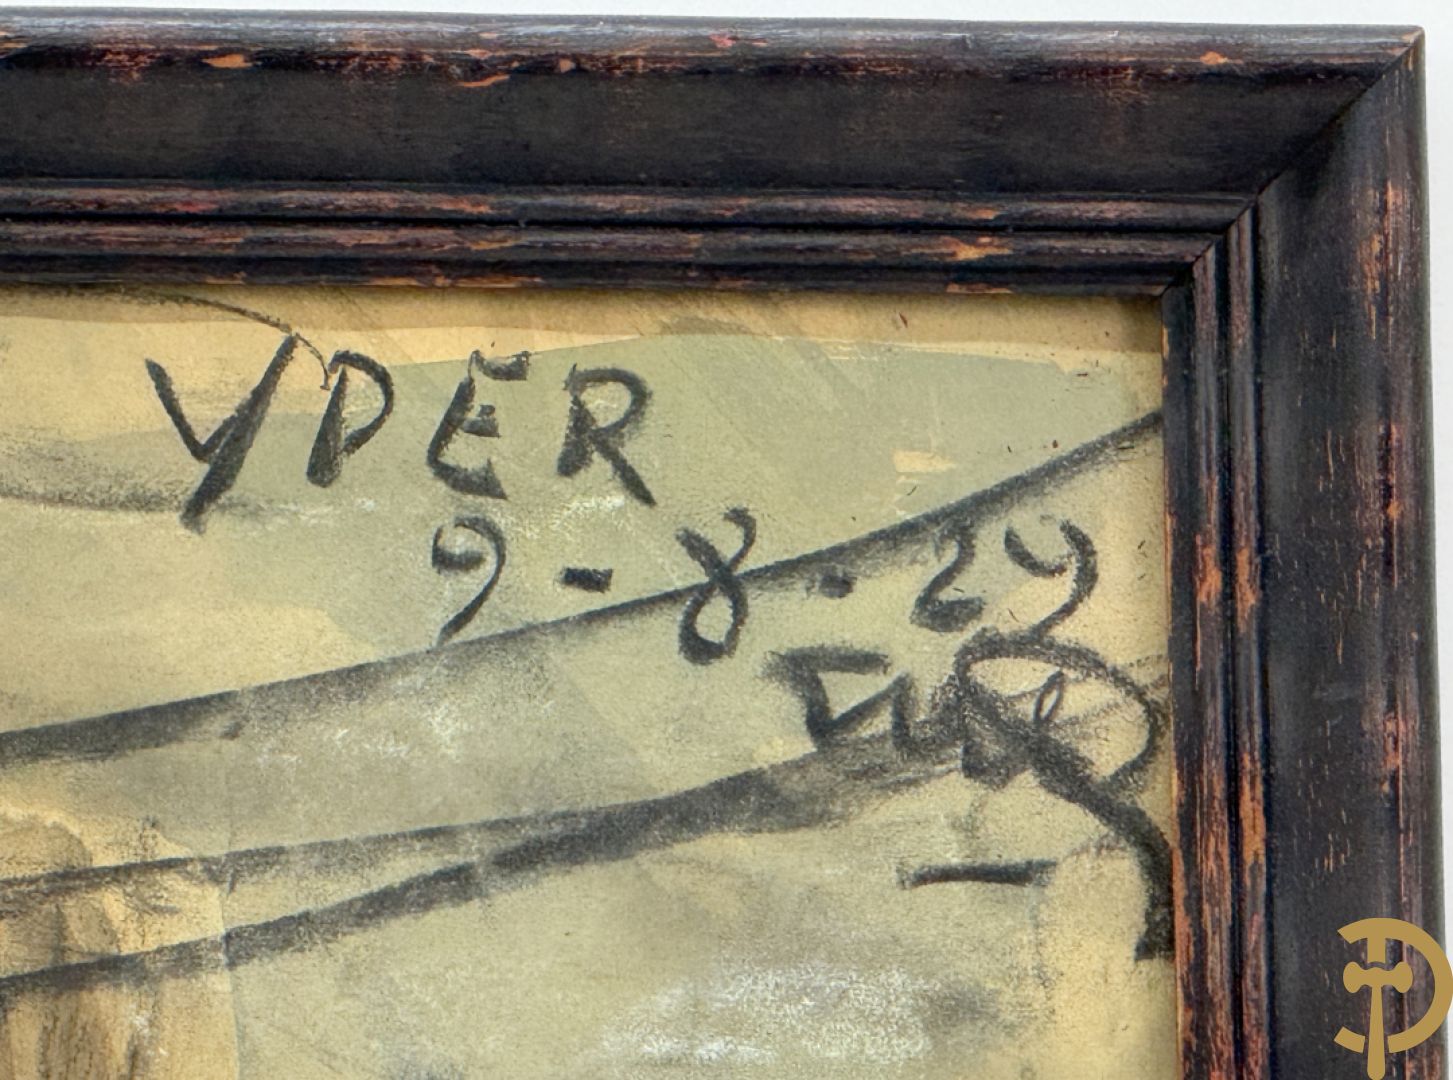 YDER
9 - 8 . 29